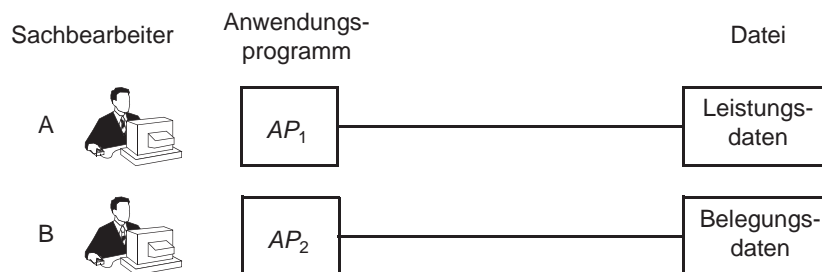 Sachbearbeiter
Anwendungs-
programm
Datei
A
AP1
Leistungs-
daten
B
AP2
Belegungs-
daten